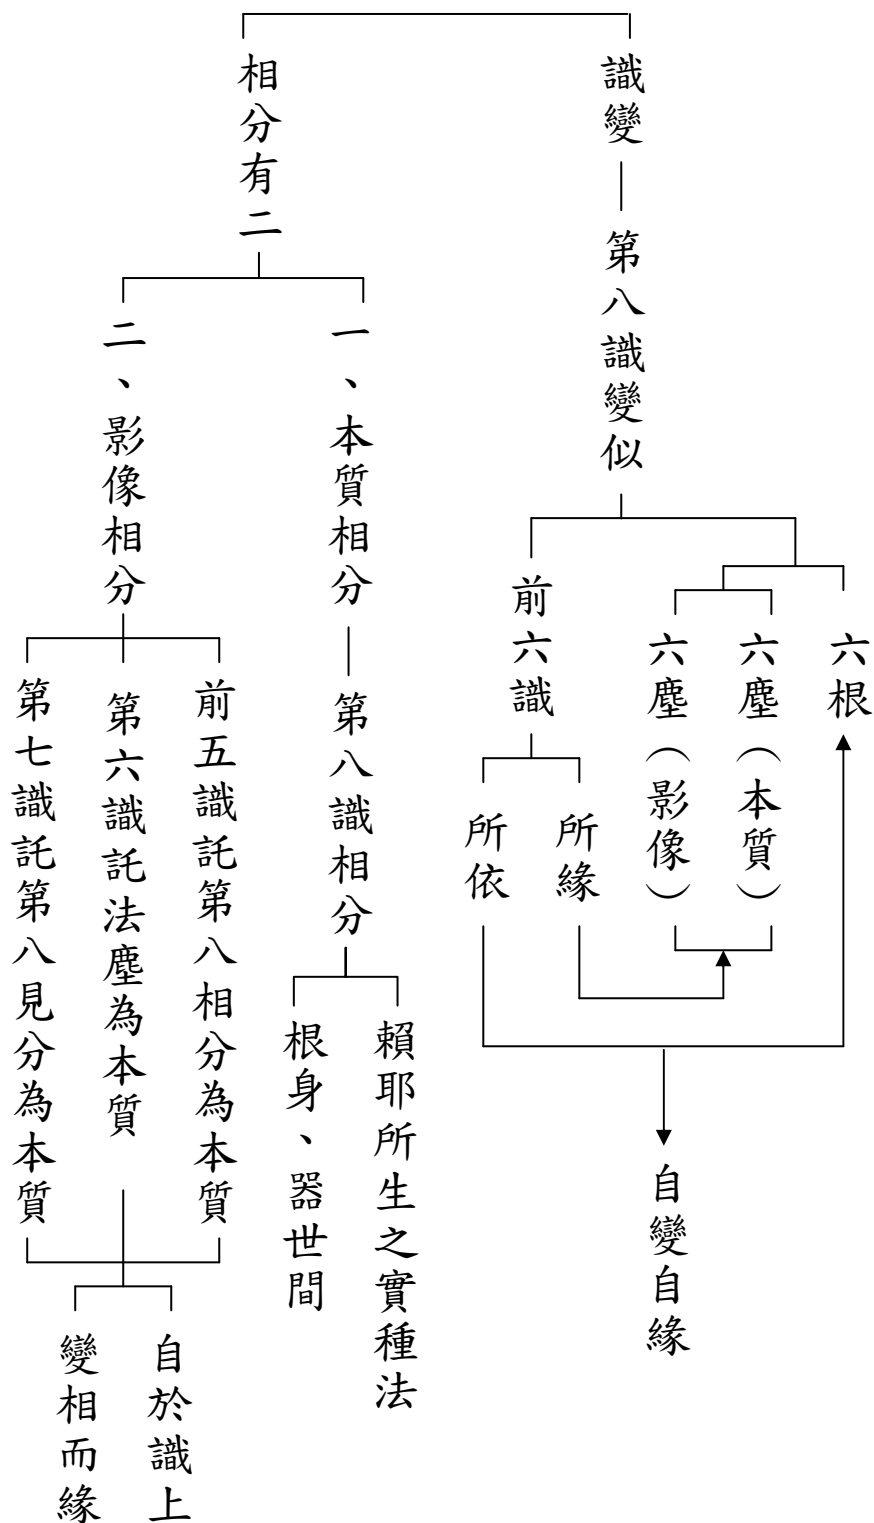 識變
第八識變似
六根
六塵（本質）
六塵（影像）
前六識
所緣
所依
自變自緣
相分有二
一、本質相分
第八識相分
賴耶所生之實種法
根身、器世間
二、影像相分
前五識託第八相分為本質
第六識託法塵為本質
第七識託第八見分為本質
自於識上
變相而緣